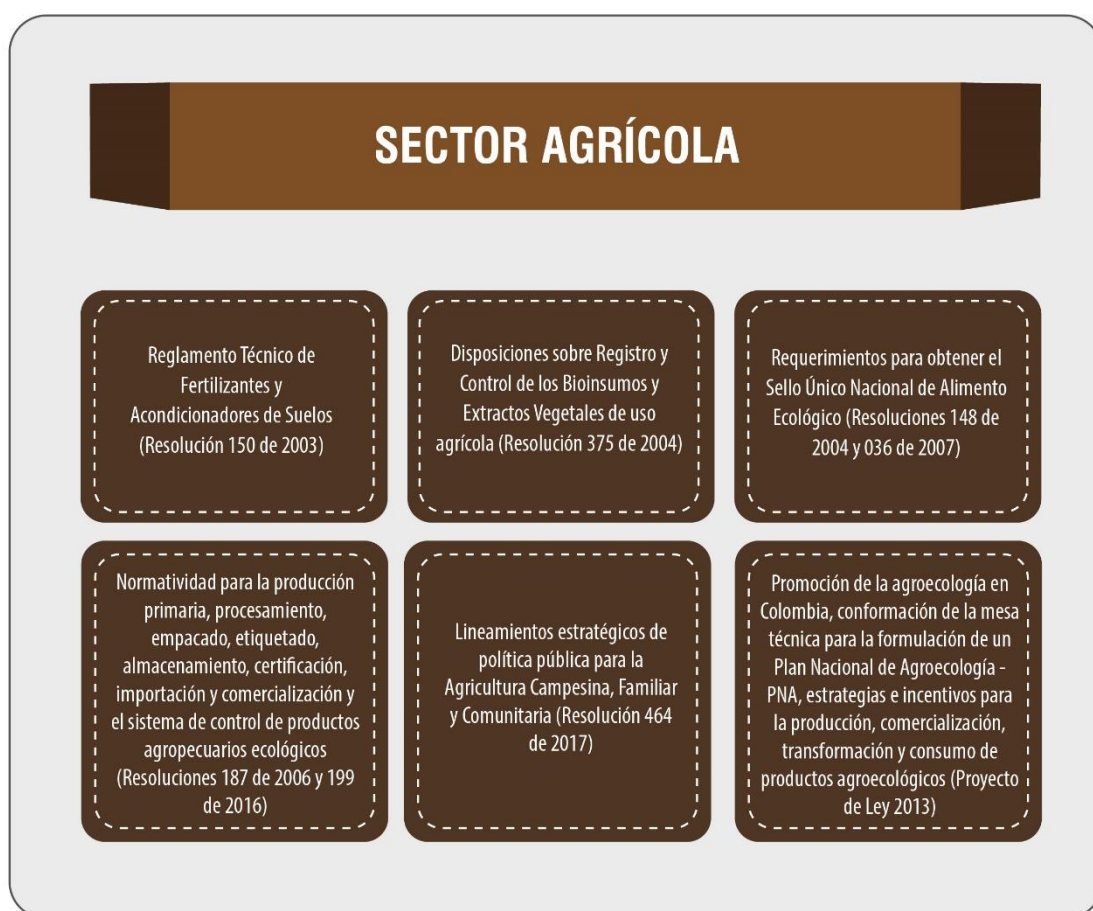 SECTOR AGRÍCOLA
Reglamento Técnico de
Fertilizantes y
Acondicionadores de Suelos
(Resolución 150 de 2003)
Disposiciones sobre Registro y
Control de los Bioinsumos y
Extractos Vegetales de uso
agrícola (Resolución 375 de 2004)
Requerimientos para obtener el
Sello Único Nacional de Alimento
Ecológico (Resoluciones 148 de
2004 y 036 de 2007)
Normatividad para la producción
primaria, procesamiento,
empacado, etiquetado,
almacenamiento, certificación,
importación y comercialización y
el sistema de control de productos
agropecuarios ecológicos
(Resoluciones 187 de 2006 y 199
de 2016)
Lineamientos estratégicos de
política pública para la
Agricultura Campesina, Familiar
y Comunitaria (Resolución 464
de 2017)
Promoción de la agroecología en
Colombia, conformación de la mesa
técnica para la formulación de un
Plan Nacional de Agroecología -
PNA, estrategias e incentivos para
la producción, comercialización,
transformación y consumo de
productos agroecológicos (Proyecto
de Ley 2013)